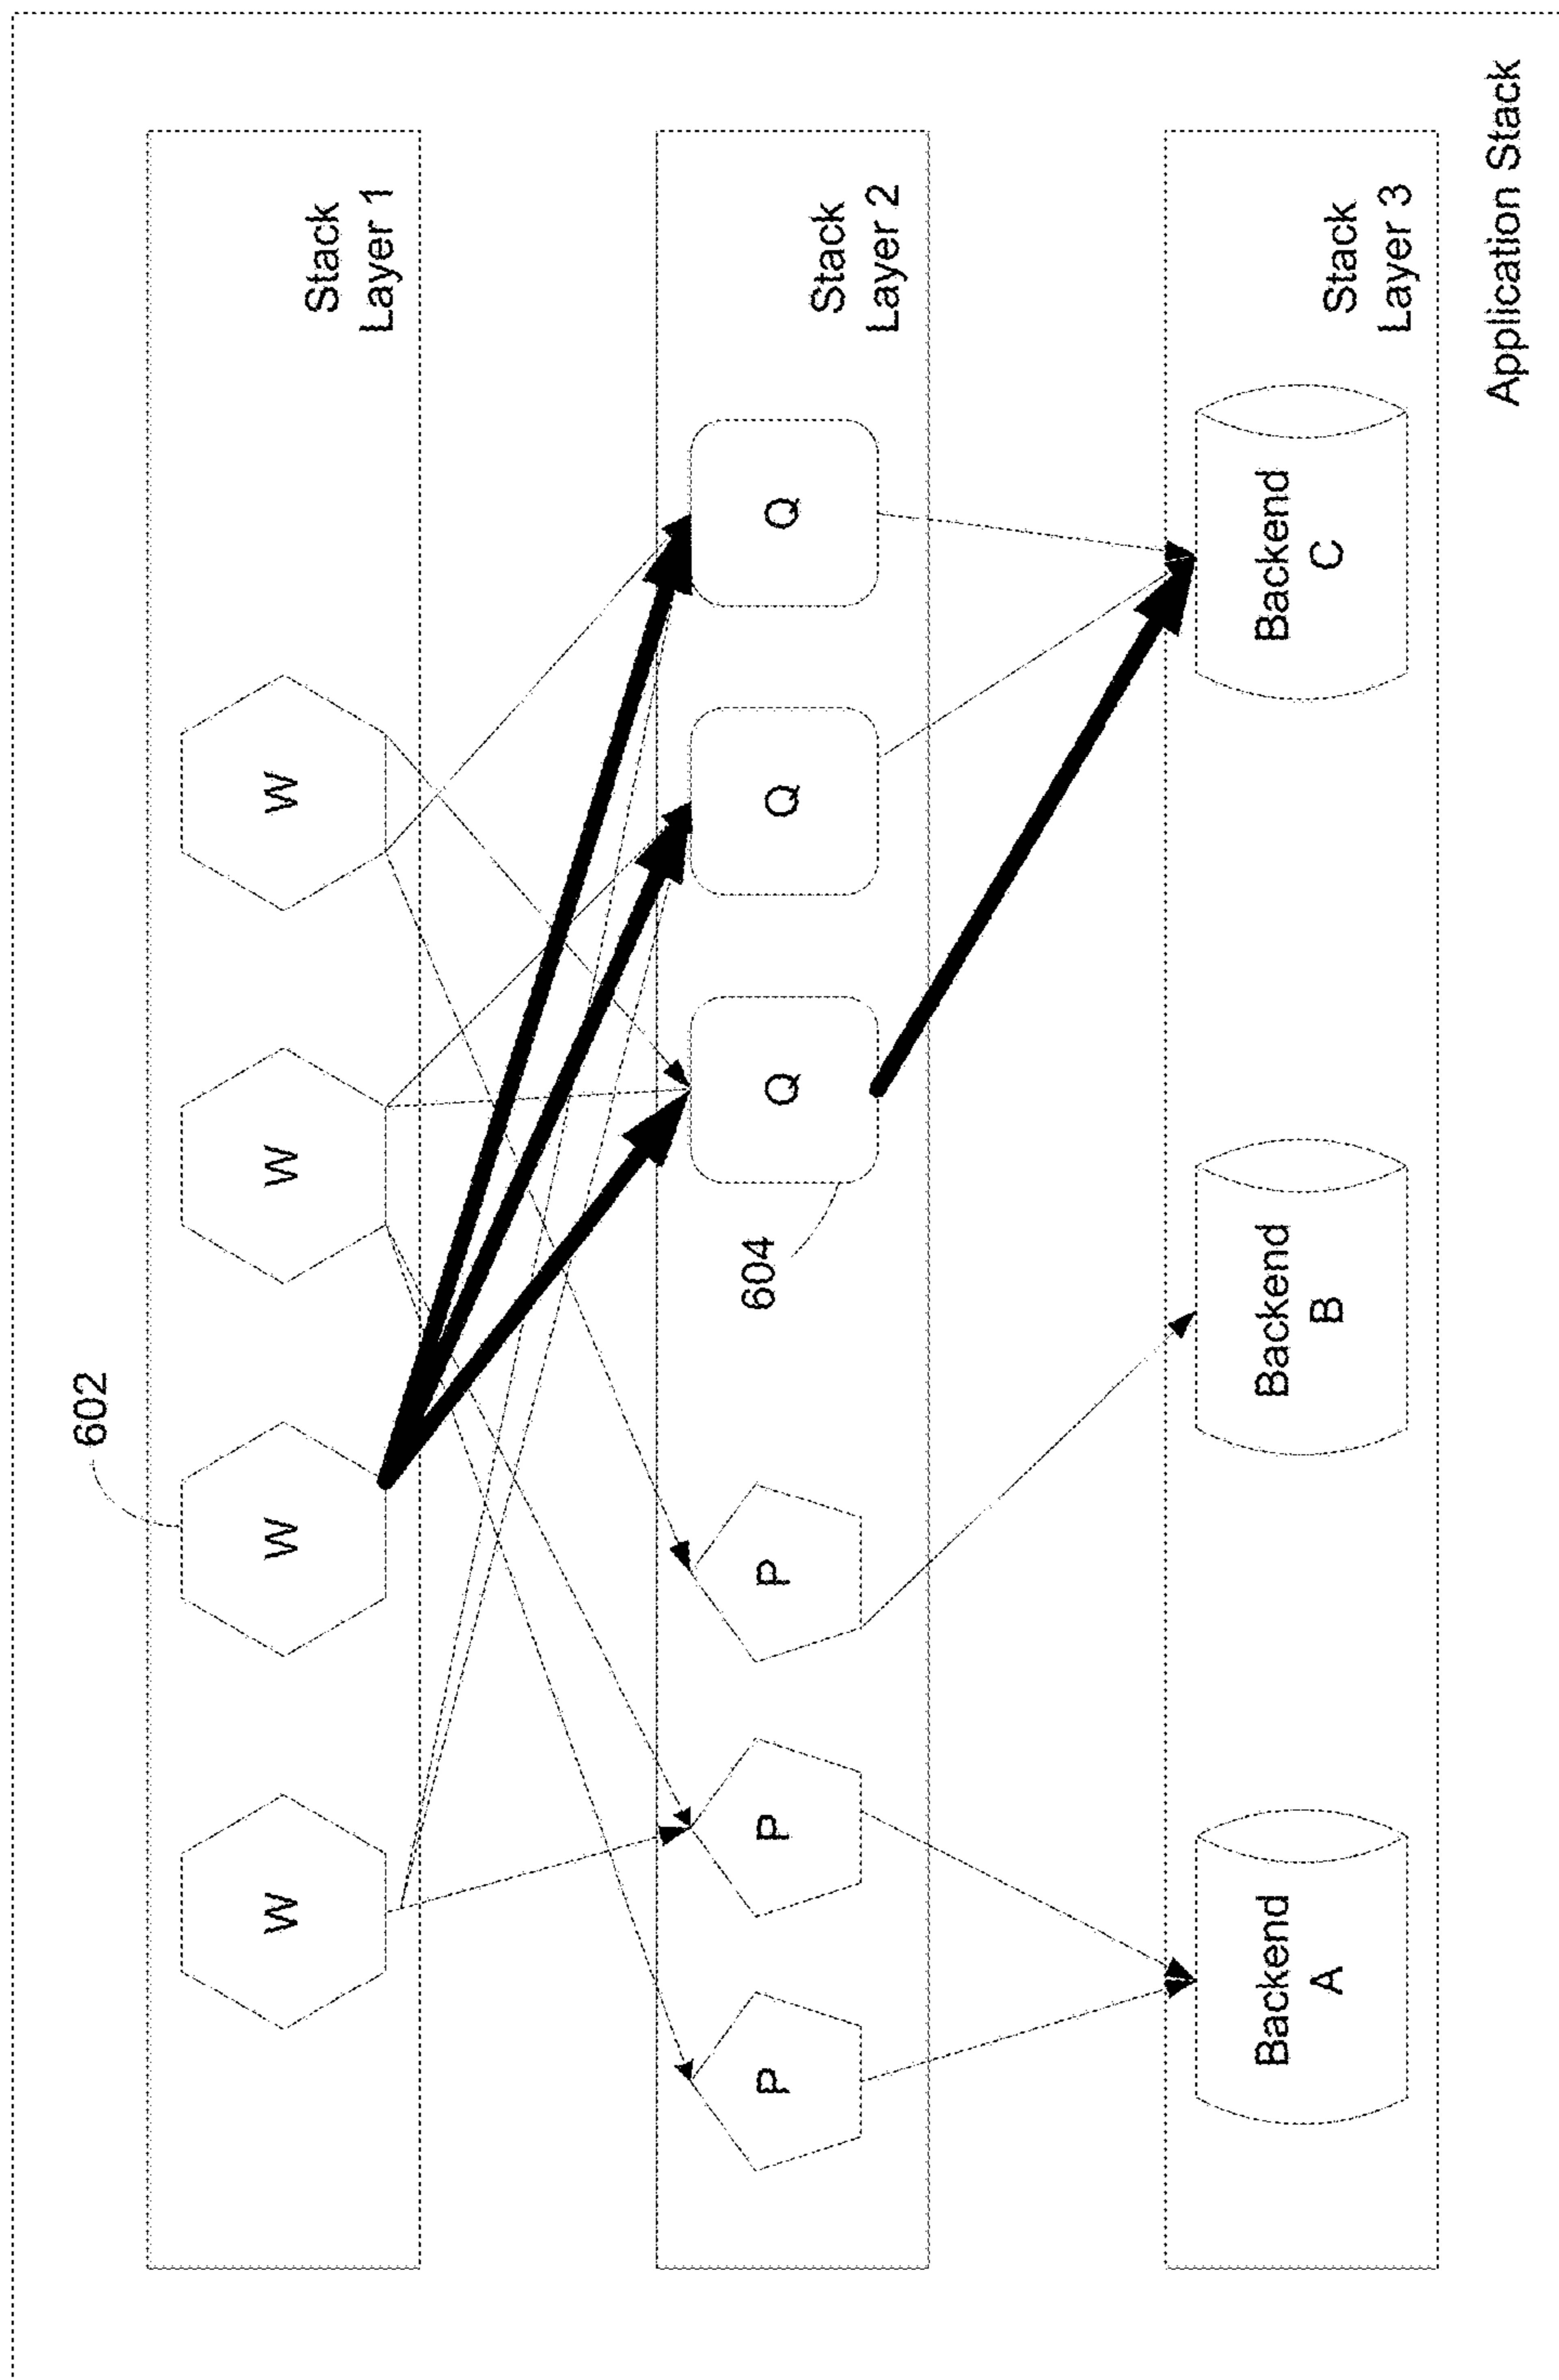 602
W
W
W
W
Stack
Layer 1
P
P
P
604
Q
Q
Q
Stack
Layer 2
Backend
A
Backend
B
Backend
C
Stack
Layer 3
Application Stack